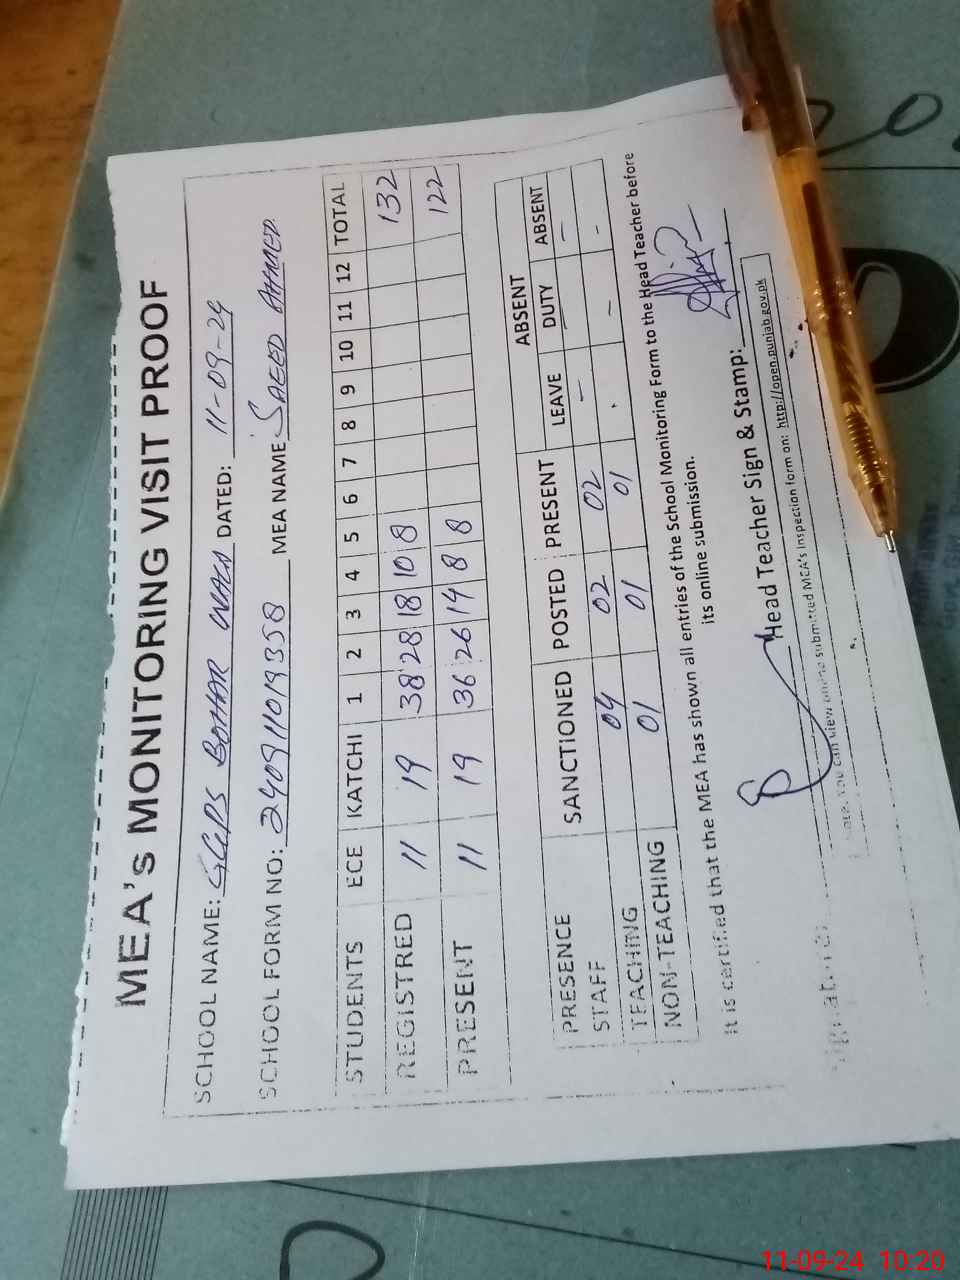 MEA's MONITORING VISIT PROOF
SCHOOL NAME: GGPS BOHAR WALA DATED: 11-09-24
SCHOOL FORM NO: 240911019358 MEA NAME SAEED AHMED
STUDENTS ECE KATCHI 1 2 3 4 5 6 7 8 9 10 11 12 TOTAL
REGISTRED 11 19 38 28 18 10 8 132
PRESENT 11 19 36 26 14 8 8 122
PRESENCE SANCTIONED POSTED PRESENT LEAVE ABSENT DUTY ABSENT
STAFF
TEACHING 04 02 02 - - -
NON-TEACHING 01 01 01 . - -
It is certified that the MEA has shown all entries of the School Monitoring Form to the Head Teacher before
its online submission.
Head Teacher Sign & Stamp:
Note. You can view online submitted MEA's Inspection form on: http://open.punjab.gov.pk
11-09-24 10:20